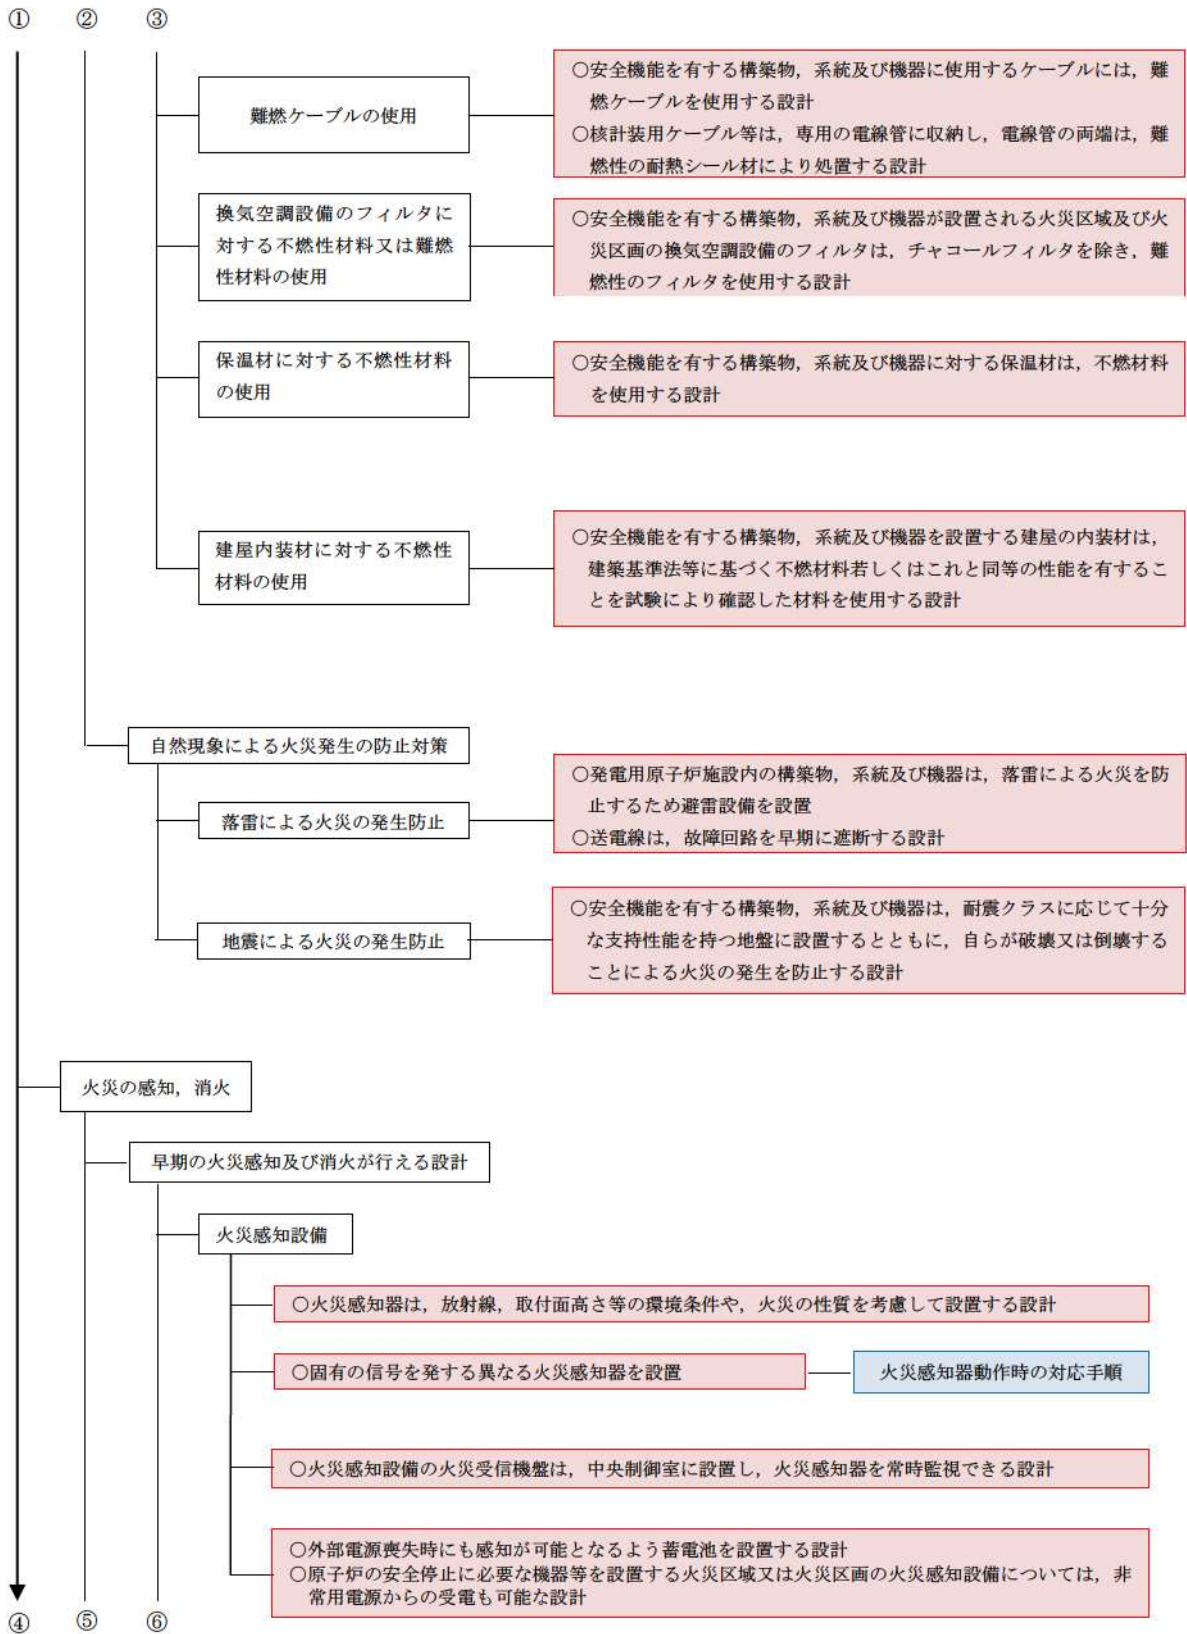 ① ② ③
難燃ケーブルの使用
○安全機能を有する構築物，系統及び機器に使用するケーブルには，難
燃ケーブルを使用する設計
○核計装用ケーブル等は，専用の電線管に収納し，電線管の両端は，難
燃性の耐熱シール材により処置する設計
換気空調設備のフィルタに
対する不燃性材料又は難燃
性材料の使用
○安全機能を有する構築物，系統及び機器が設置される火災区域及び火
災区画の換気空調設備のフィルタは，チャコールフィルタを除き，難
燃性のフィルタを使用する設計
保温材に対する不燃性材料
の使用
○安全機能を有する構築物，系統及び機器に対する保温材は，不燃材料
を使用する設計
建屋内装材に対する不燃性
材料の使用
○安全機能を有する構築物，系統及び機器を設置する建屋の内装材は，
建築基準法等に基づく不燃材料若しくはこれと同等の性能を有するこ
とを試験により確認した材料を使用する設計
自然現象による火災発生の防止対策
落雷による火災の発生防止
○発電用原子炉施設内の構築物，系統及び機器は，落雷による火災を防
止するため避雷設備を設置
○送電線は，故障回路を早期に遮断する設計
地震による火災の発生防止
○安全機能を有する構築物，系統及び機器は，耐震クラスに応じて十分
な支持性能を持つ地盤に設置するとともに，自らが破壊又は倒壊する
ことによる火災の発生を防止する設計
火災の感知，消火
早期の火災感知及び消火が行える設計
火災感知設備
○火災感知器は，放射線，取付面高さ等の環境条件や，火災の性質を考慮して設置する設計
○固有の信号を発する異なる火災感知器を設置
火災感知器動作時の対応手順
○火災感知設備の火災受信機盤は，中央制御室に設置し，火災感知器を常時監視できる設計
○外部電源喪失時にも感知が可能となるよう蓄電池を設置する設計
○原子炉の安全停止に必要な機器等を設置する火災区域又は火災区画の火災感知設備については，非
常用電源からの受電も可能な設計
④ ⑤ ⑥